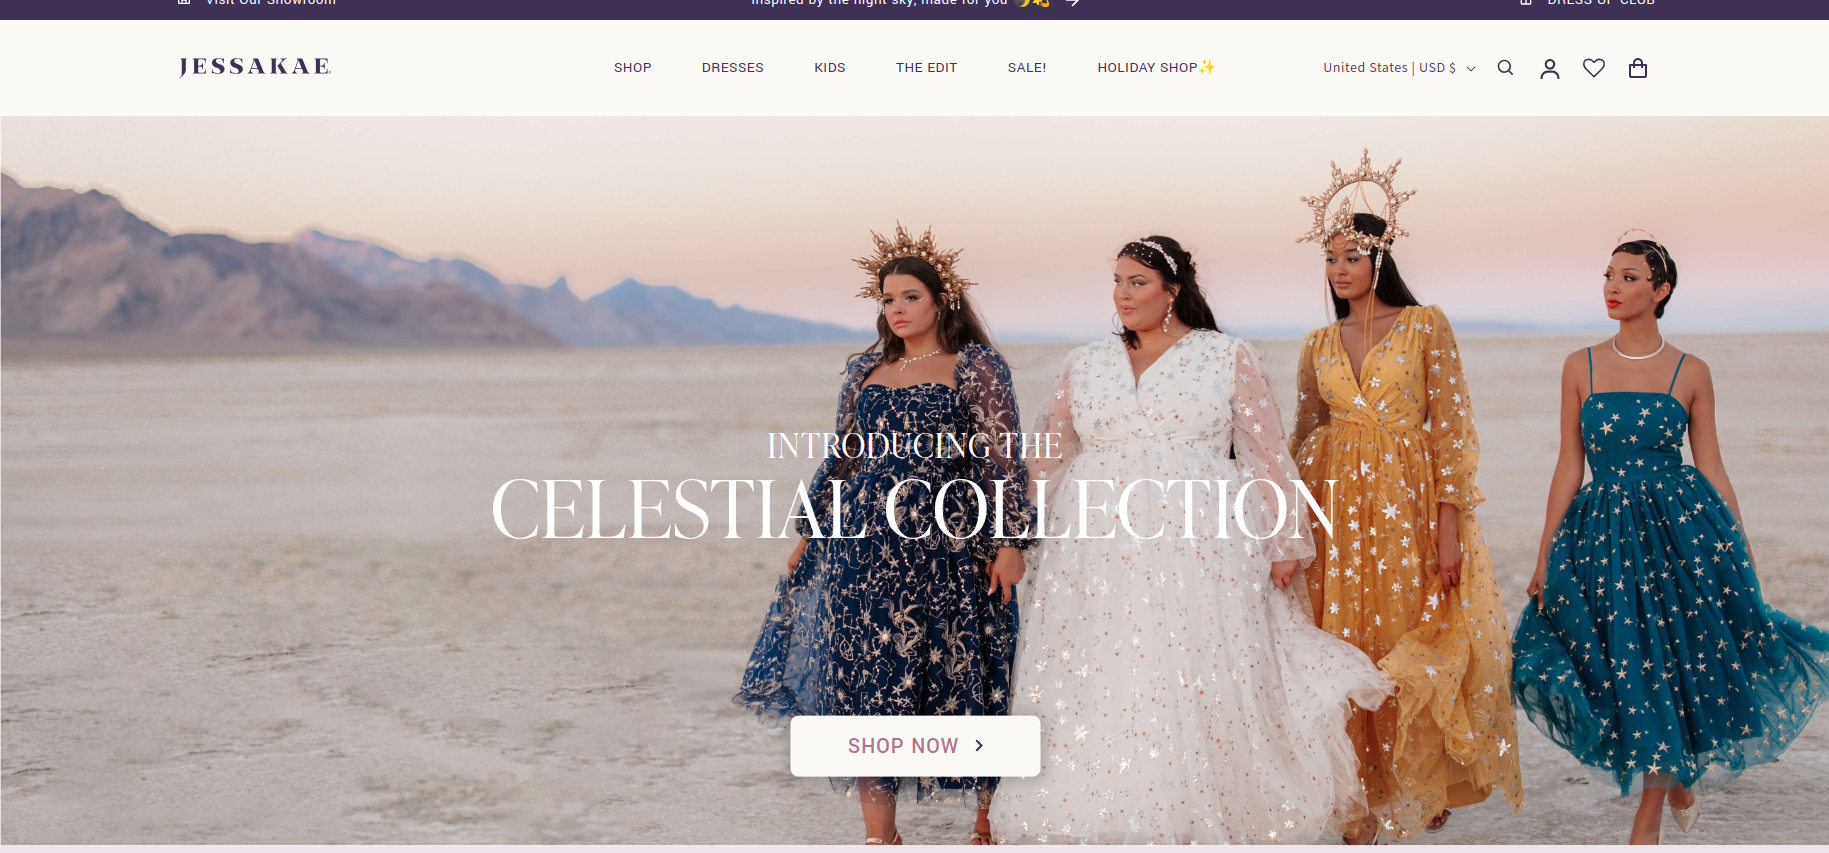 Visit Our Showroom
Inspired by the night sky, made for you 🌙💫
DRESS UP CLUB
JESSAKAE
SHOP
DRESSES
KIDS
THE EDIT
SALE!
HOLIDAY SHOP✨
United States | USD $
INTRODUCING THE
CELESTIAL COLLECTION
SHOP NOW